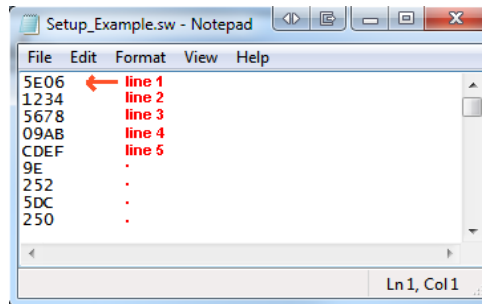 Setup_Example.sw - Notepad
File Edit Format View Help
5E06 line 1
1234 line 2
5678 line 3
09AB line 4
CDEF line 5
9E .
252 .
5DC .
250 .
Ln 1, Col 1